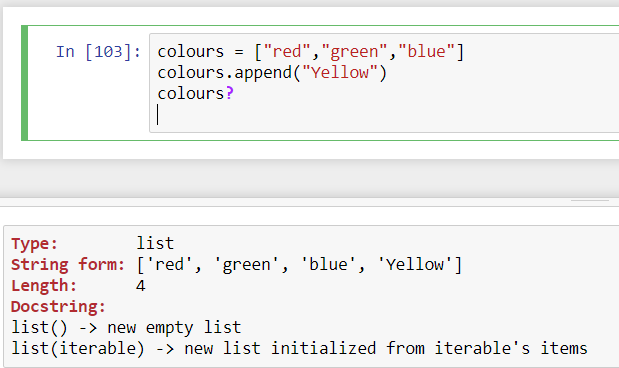 In [103]: colours = ["red","green","blue"]
colours.append("Yellow")
colours?
Type: list
String form: ['red', 'green', 'blue', 'Yellow']
Length: 4
Docstring:
list() -> new empty list
list(iterable) -> new list initialized from iterable's items